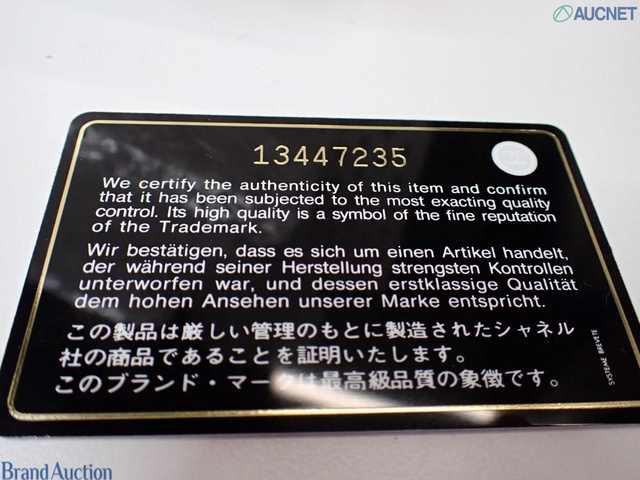 AUCNET
13447235
We certify the authenticity of this item and confirm
that it has been subjected to the most exacting quality
control. Its high quality is a symbol of the fine reputation
of the Trademark.
Wir bestätigen, dass es sich um einen Artikel handelt,
der während seiner Herstellung strengsten Kontrollen
unterworfen war, und dessen erstklassige Qualität
dem hohen Ansehen unserer Marke entspricht.
この製品は厳しい管理のもとに製造されたシャネル
社の商品であることを証明いたします。
このブランド・マークは最高級品質の象徴です。
SYSTEME BREVETE
Brand Auction